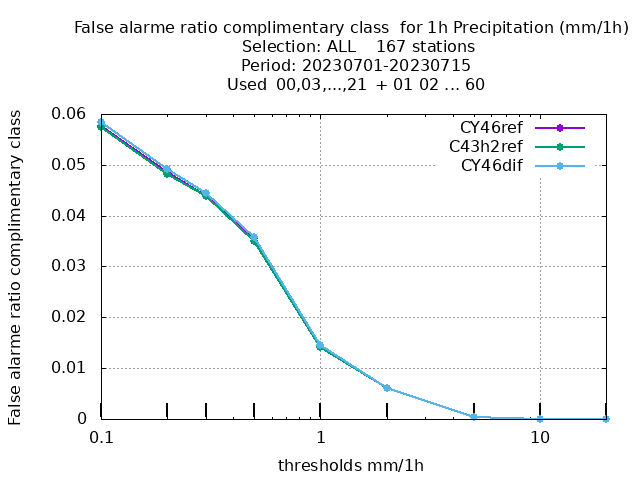 False alarme ratio complimentary class  for 1h Precipitation (mm/1h)
Selection: ALL    167 stations
Period: 20230701-20230715
Used  00,03,...,21  + 01 02 ... 60
False alarme ratio complimentary class
0.06
0.05
0.04
0.03
0.02
0.01
0
CY46ref
C43h2ref
CY46dif
0.1 1 10
thresholds mm/1h